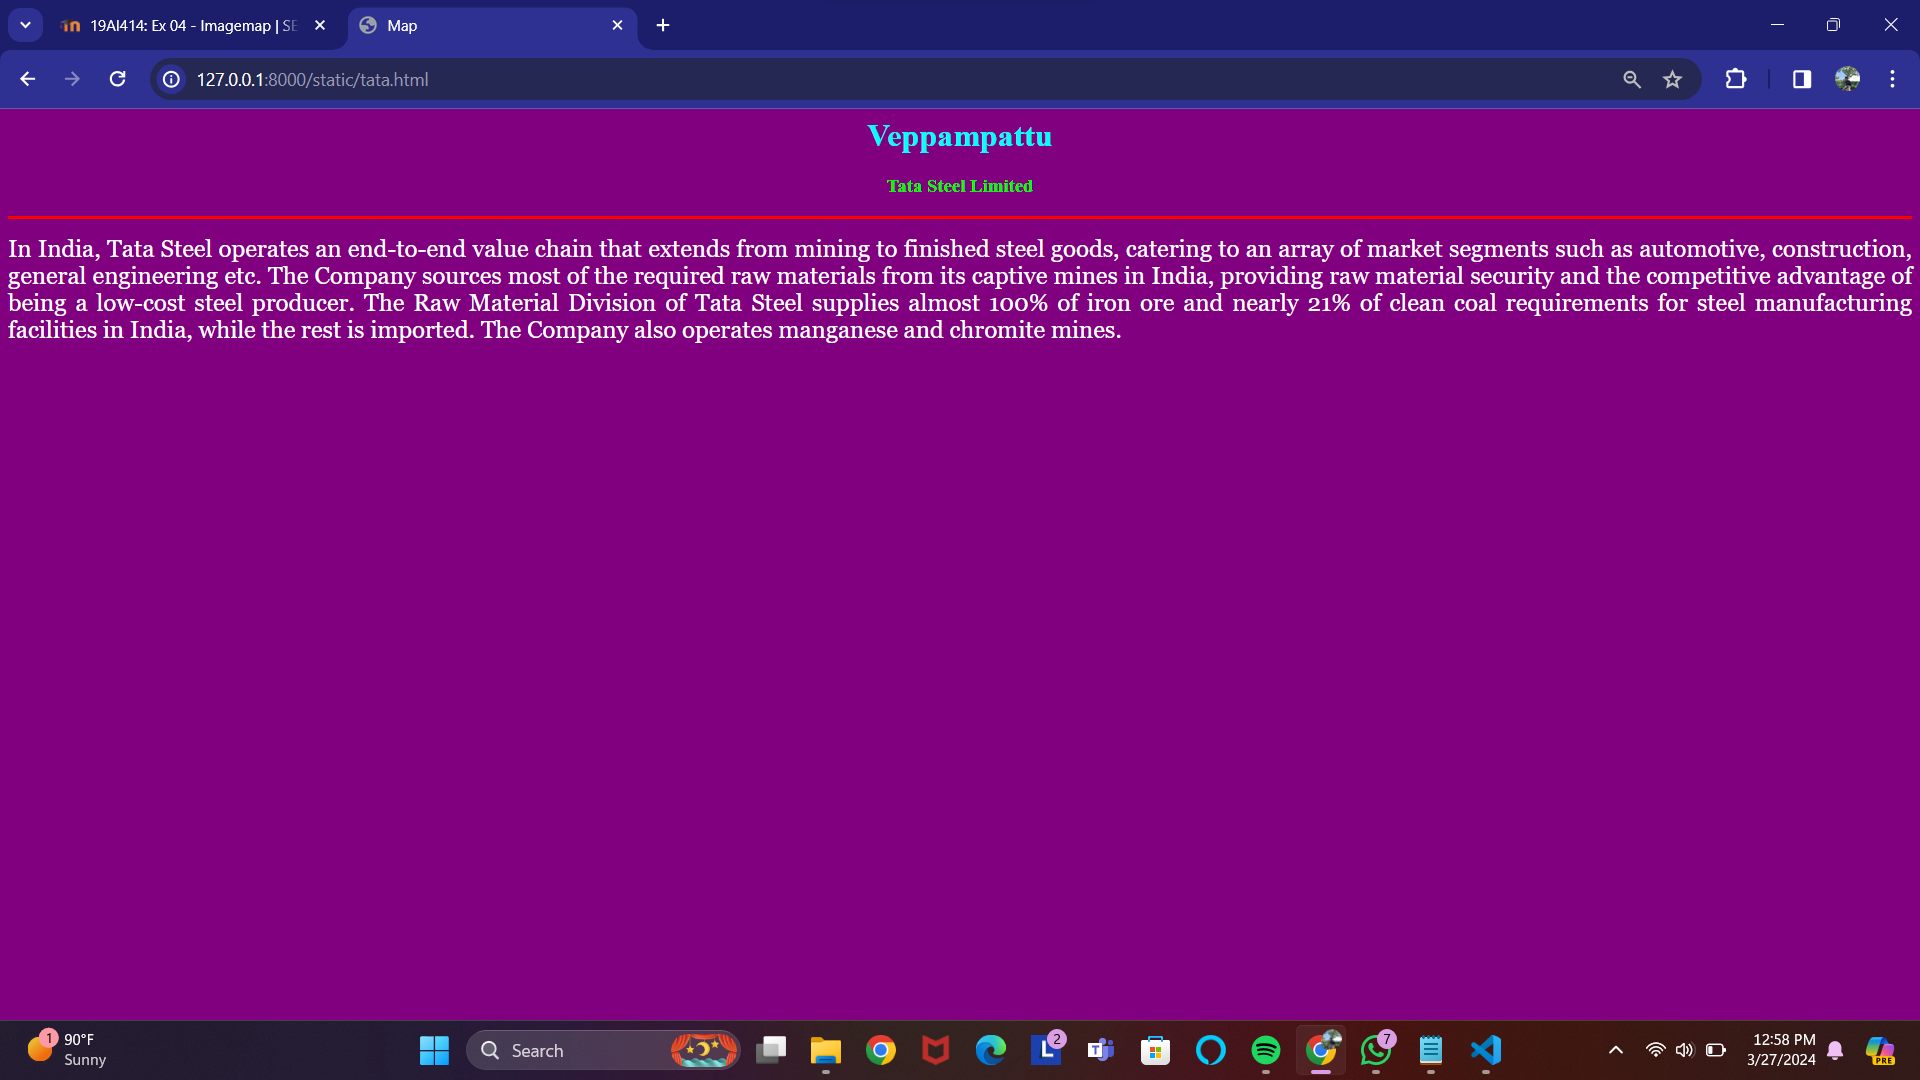 19AI414: Ex 04 - Imagemap | SE
Map
127.0.0.1:8000/static/tata.html
Veppampattu
Tata Steel Limited
In India, Tata Steel operates an end-to-end value chain that extends from mining to finished steel goods, catering to an array of market segments such as automotive, construction,
general engineering etc. The Company sources most of the required raw materials from its captive mines in India, providing raw material security and the competitive advantage of
being a low-cost steel producer. The Raw Material Division of Tata Steel supplies almost 100% of iron ore and nearly 21% of clean coal requirements for steel manufacturing
facilities in India, while the rest is imported. The Company also operates manganese and chromite mines.
1
90°F
Sunny
Search
L
2
T
7
12:58 PM
3/27/2024
PRE